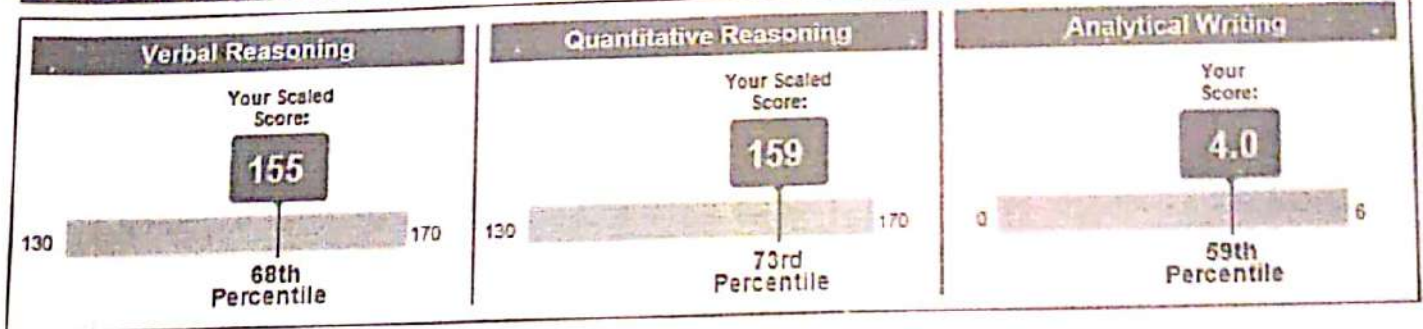 Verbal Reasoning
Your Scaled
Score:
155
130
170
68th
Percentile
Quantitative Reasoning
Your Scaled
Score:
159
130
170
73rd
Percentile
Analytical Writing
Your
Score:
4.0
0
6
59th
Percentile